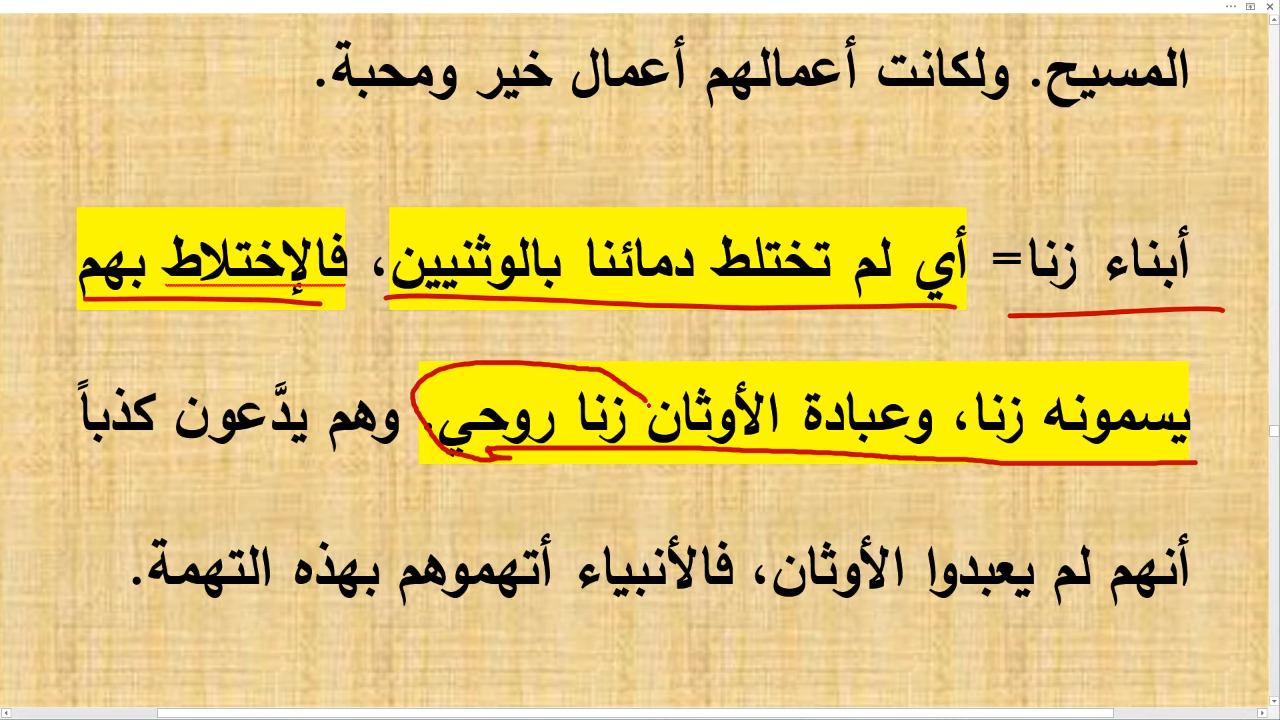 المسيح. ولكانت أعمالهم أعمال خير ومحبة.
أبناء زنا= أي لم تختلط دمائنا بالوثنيين، فالإختلاط بهم
يسمونه زنا، وعبادة الأوثان زنا روحي. وهم يدَّعون كذباً
أنهم لم يعبدوا الأوثان، فالأنبياء أتهموهم بهذه التهمة.